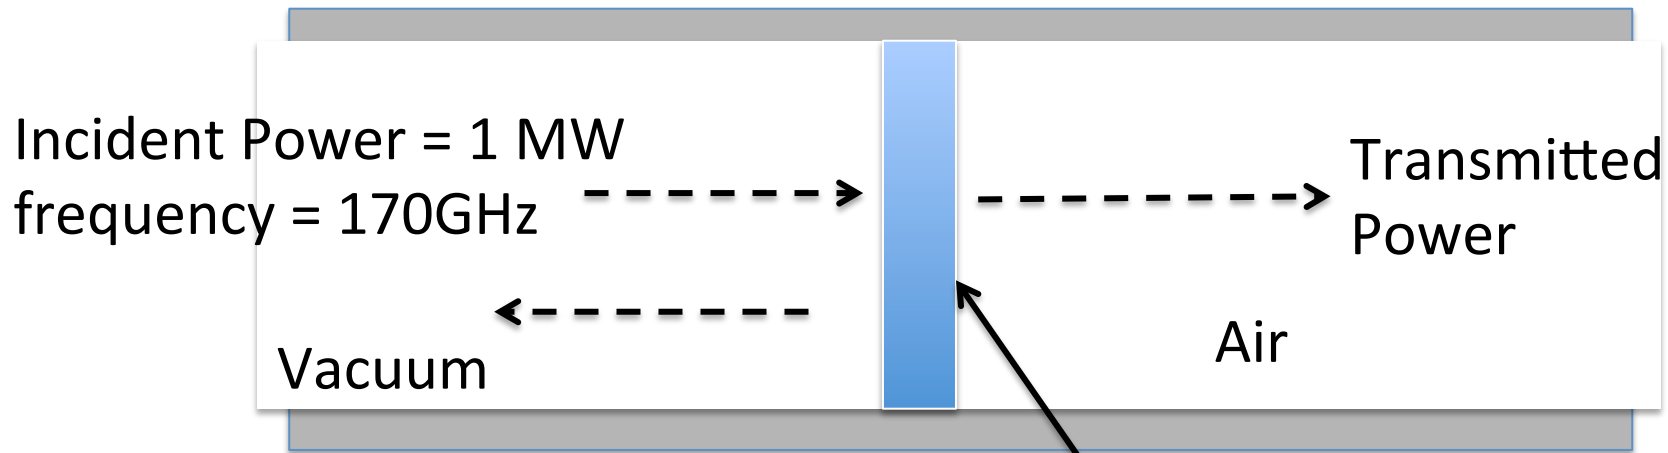 Incident Power = 1 MW
frequency = 170GHz
Transmitted
Power
Air
Vacuum